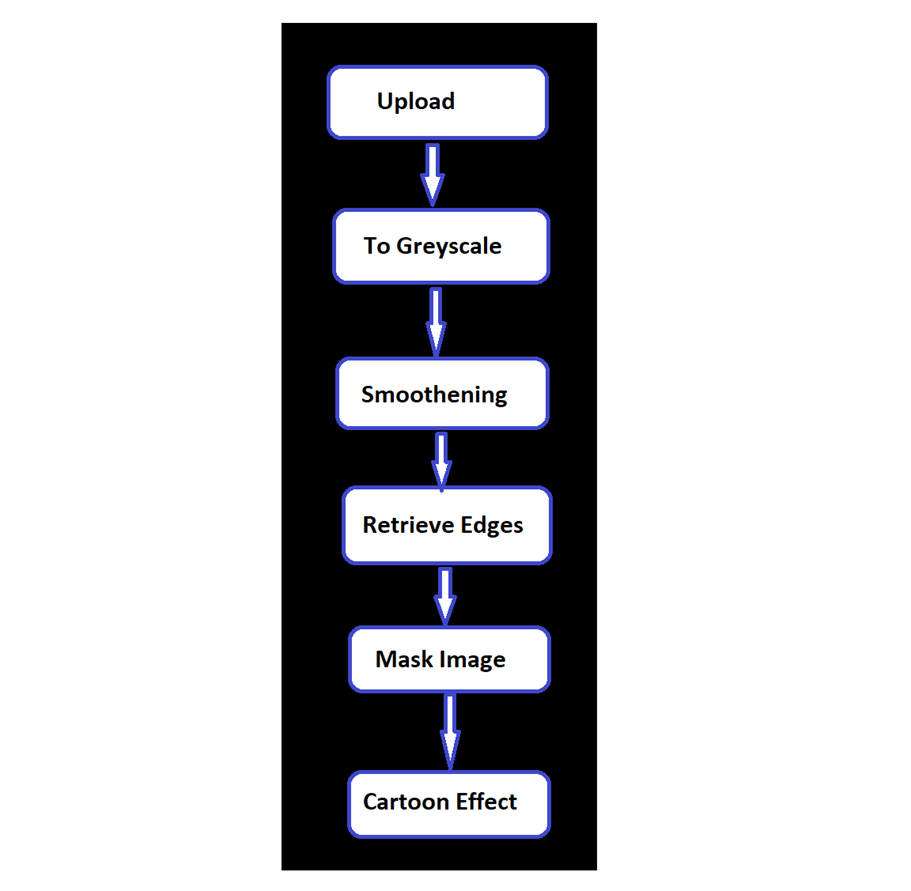 Upload
To Greyscale
Smoothening
Retrieve Edges
Mask Image
Cartoon Effect